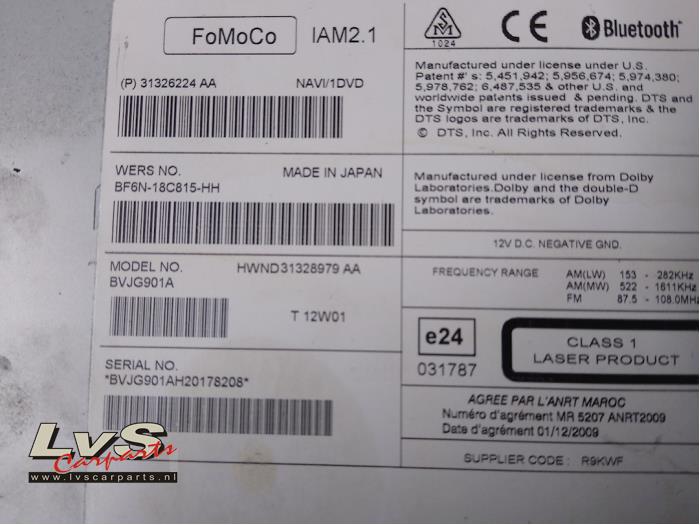 FoMoCo IAM2.1
(P) 31326224 AA NAVI/1DVD
WERS NO. MADE IN JAPAN
BF6N-18C815-HH
MODEL NO. HWND31328979 AA
BVJG901A
T 12W01
SERIAL NO.
*BVJG901AH20178208*
1024
CE
Bluetooth
Manufactured under license under U.S.
Patent #' s: 5,451,942; 5,956,674; 5,974,380;
5,978,762; 6,487,535 & other U.S. and
worldwide patents issued & pending. DTS and
the Symbol are registered trademarks & the
DTS logos are trademarks of DTS, Inc.
© DTS, Inc. All Rights Reserved.
Manufactured under license from Dolby
Laboratories.Dolby and the double-D
symbol are trademarks of Dolby
Laboratories.
12V D.C. NEGATIVE GND.
FREQUENCY RANGE AM(LW) 153 - 282KHz
AM(MW) 522 - 1611KHz
FM 87.5 - 108.0MHz
e24
031787
CLASS 1
LASER PRODUCT
AGREE PAR L'ANRT MAROC
Numéro d'agrément MR 5207 ANRT2009
Date d'agrément 01/12/2009
SUPPLIER CODE : R9KWF
LVS
Carparts
www.lvscarparts.nl